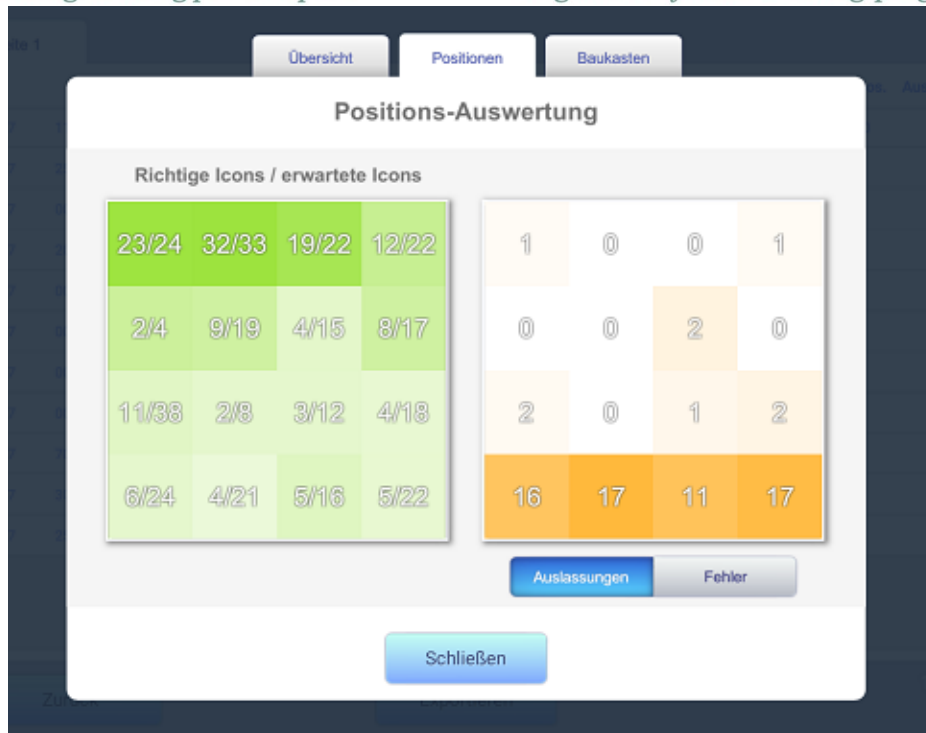 Übersicht Positionen Baukasten
Positions-Auswertung
Richtige Icons / erwartete Icons
23/24 32/33 19/22 12/22 1 0 0 1
2/4 9/19 4/15 8/17 0 0 2 0
11/38 2/8 3/12 4/18 2 0 1 2
6/24 4/21 5/16 5/22 16 17 11 17
Auslassungen Fehler
Schließen
Zurück Exportieren